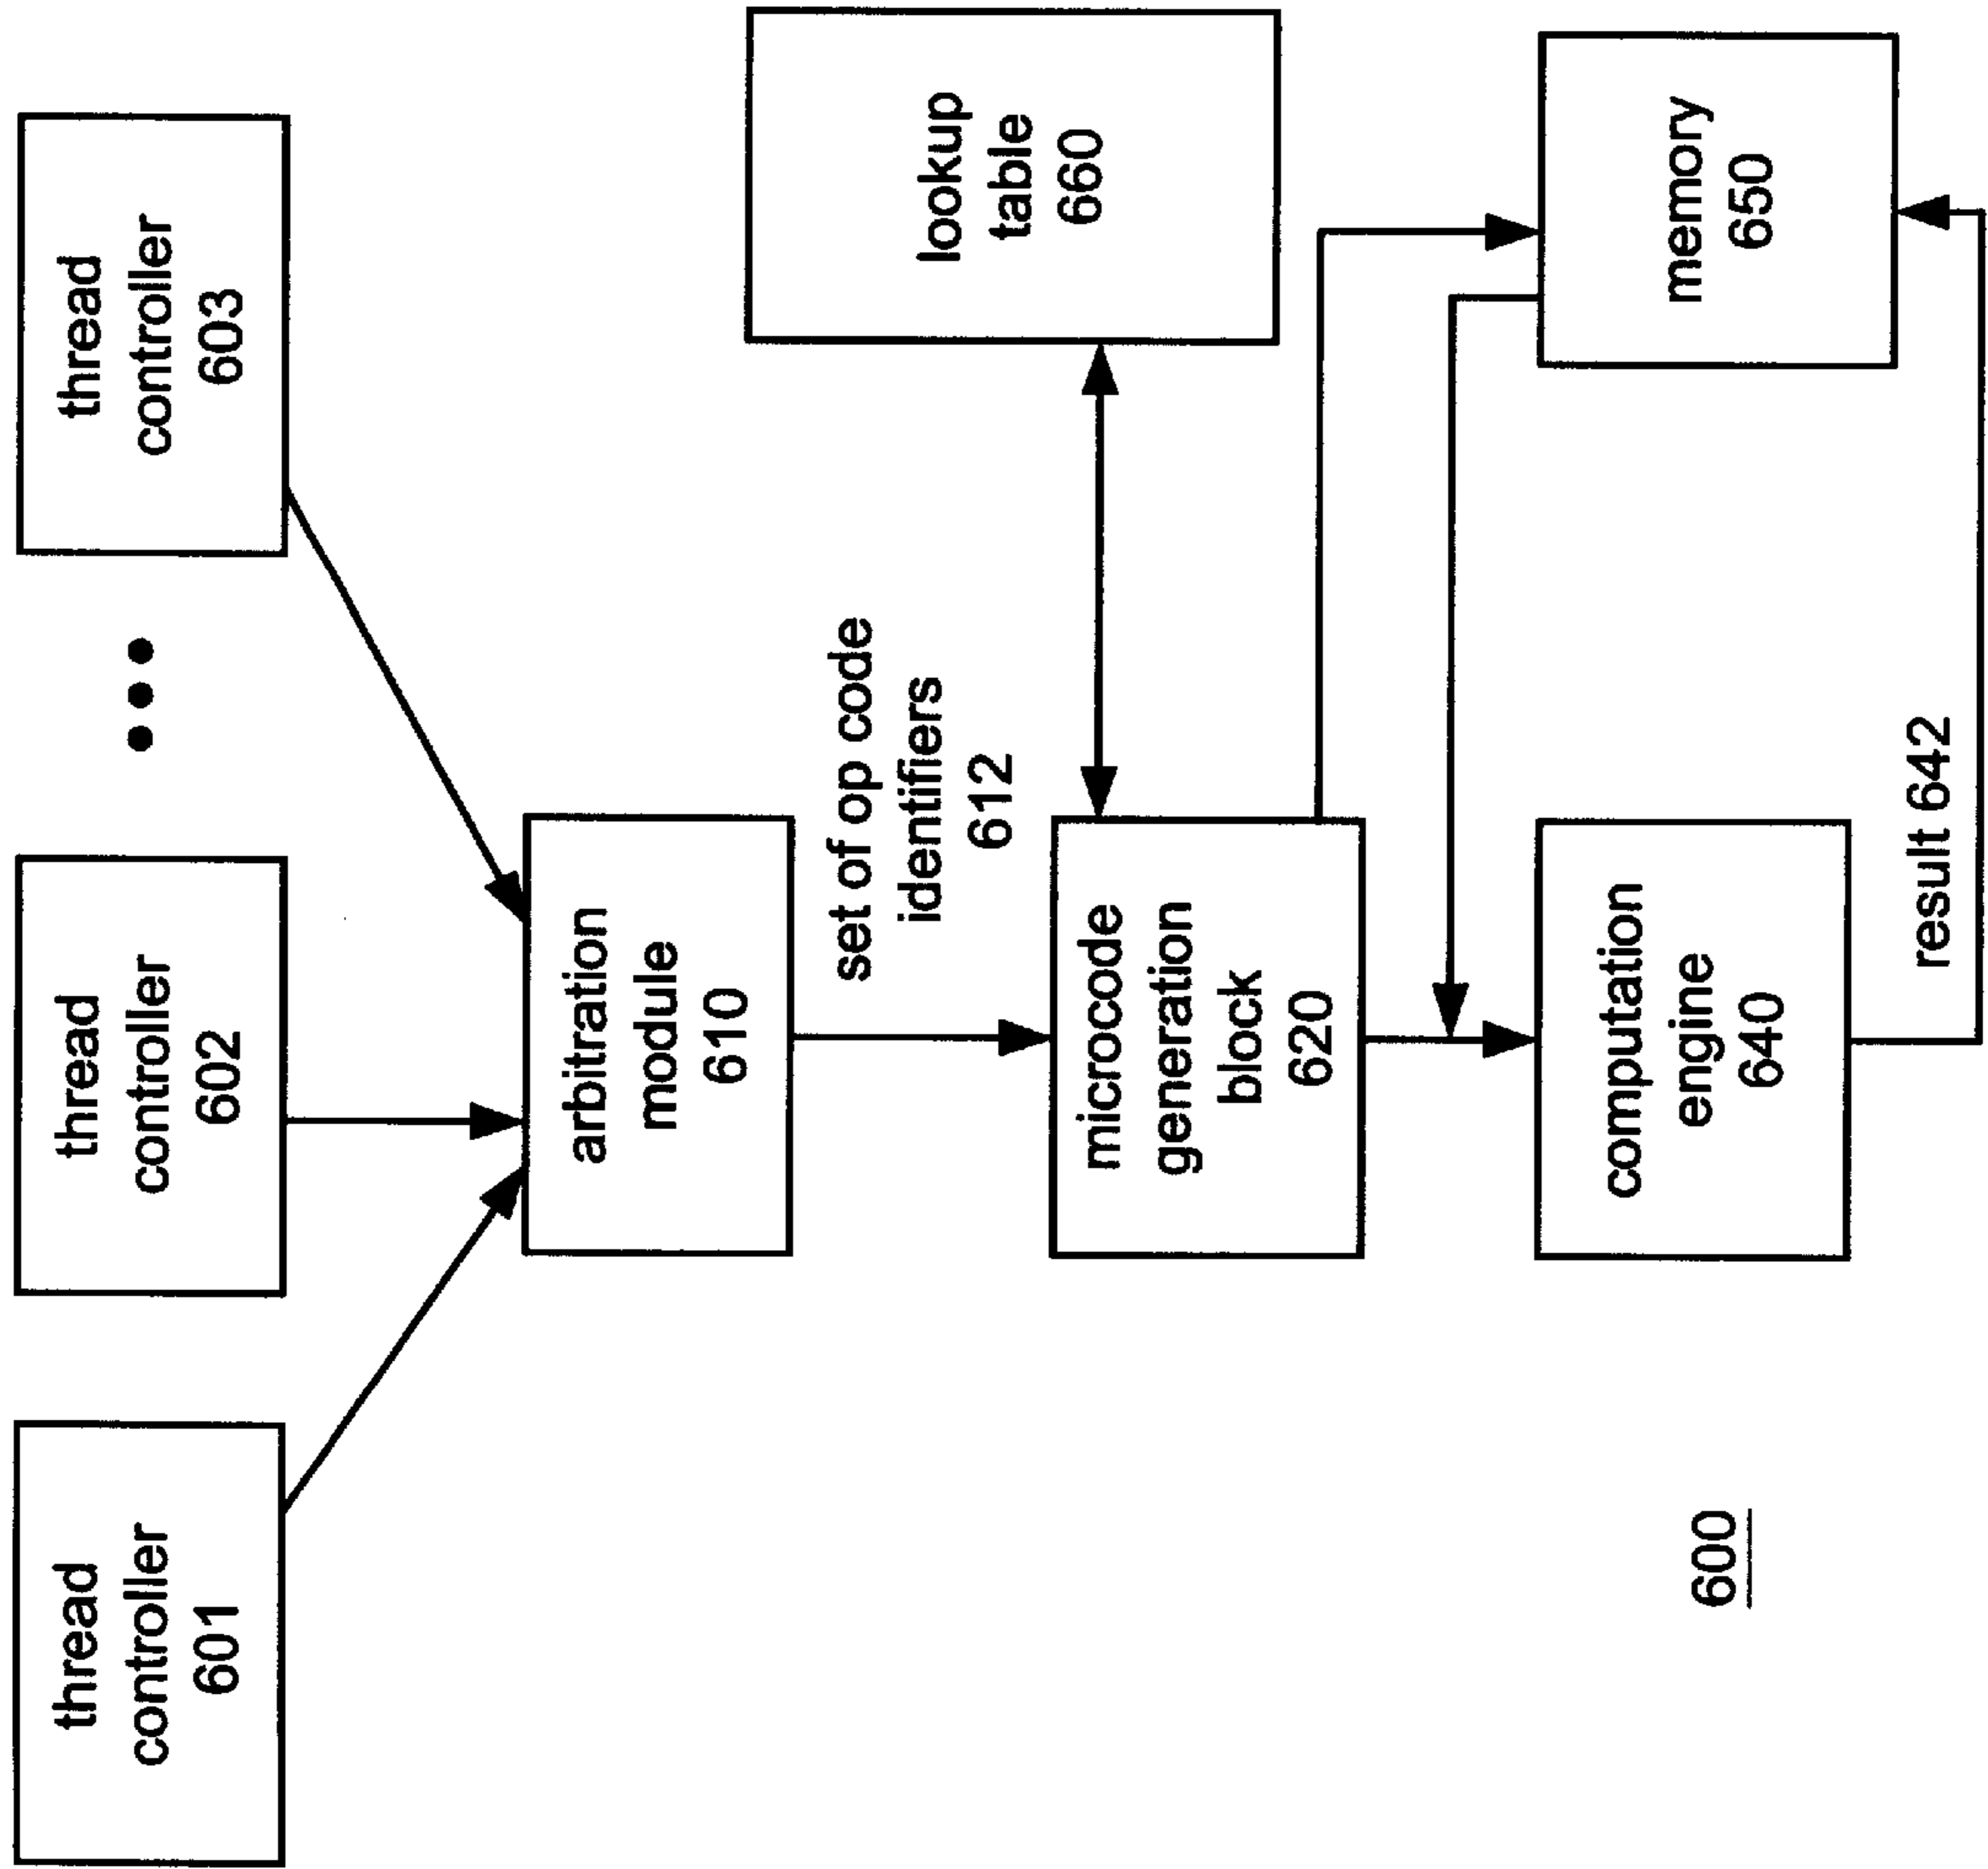 thread
controller
601
thread
controller
602
thread
controller
603
arbitration
module
610
set of op code
identifiers
612
microcode
generation
block
620
lookup
table
660
computation
engine
640
memory
650
result 642
600